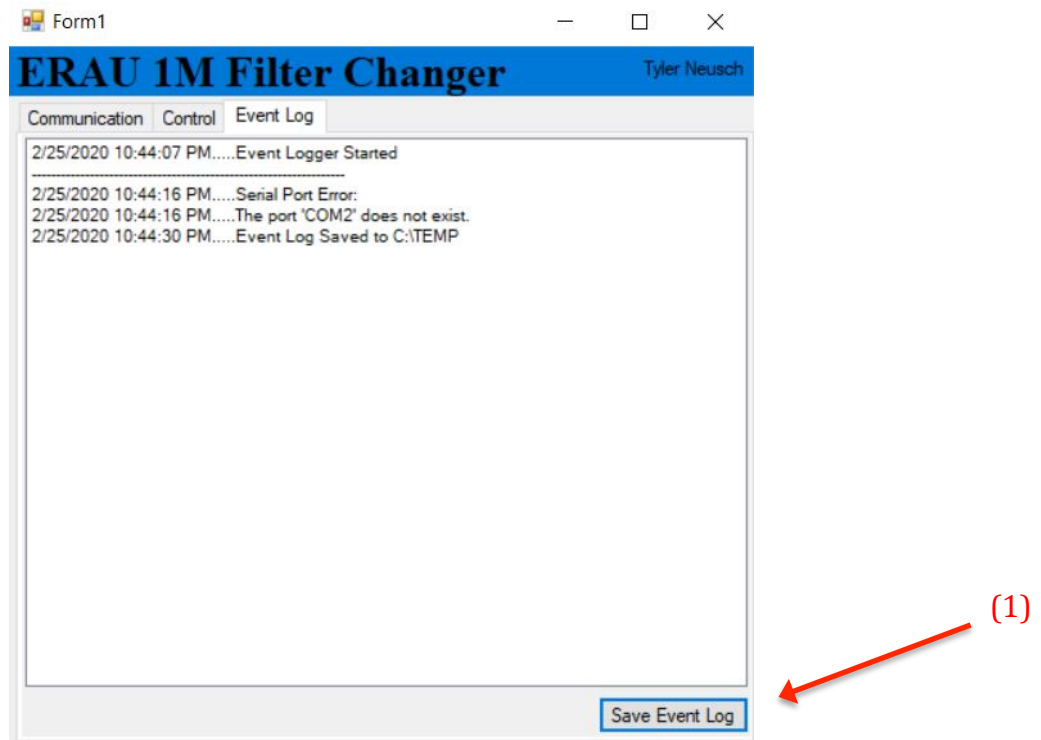 Form1
ERAU 1M Filter Changer Tyler Neusch
Communication Control Event Log
2/25/2020 10:44:07 PM.....Event Logger Started
------------------------------------------------------------------------
2/25/2020 10:44:16 PM.....Serial Port Error:
2/25/2020 10:44:16 PM.....The port 'COM2' does not exist.
2/25/2020 10:44:30 PM.....Event Log Saved to C:\TEMP
(1)
Save Event Log